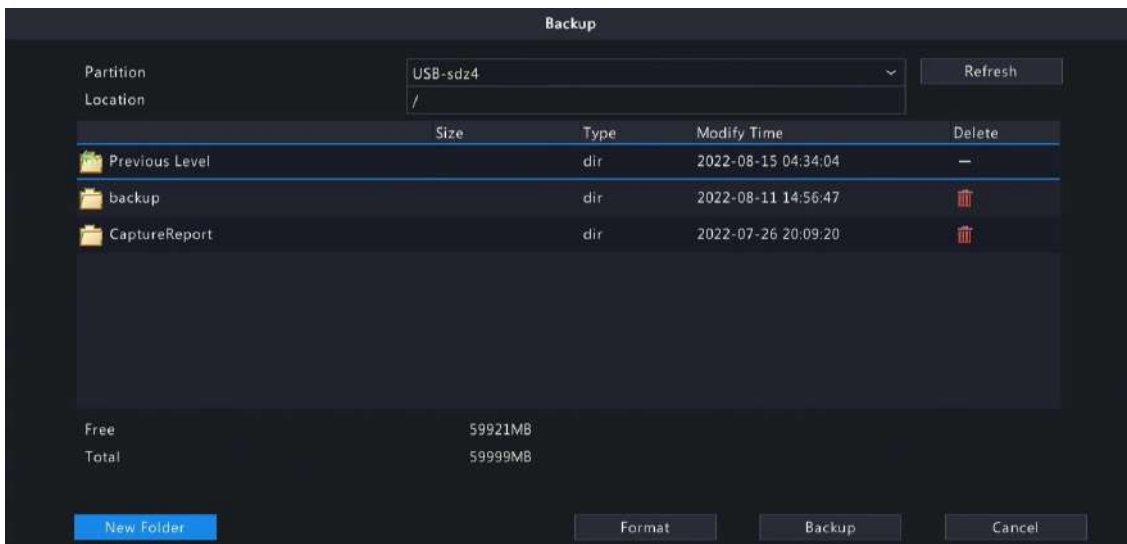 Backup
Partition USB-sdz4 Refresh
Location /
Size Type Modify Time Delete
Previous Level dir 2022-08-15 04:34:04 —
backup dir 2022-08-11 14:56:47
CaptureReport dir 2022-07-26 20:09:20
Free 59921MB
Total 59999MB
New Folder Format Backup Cancel